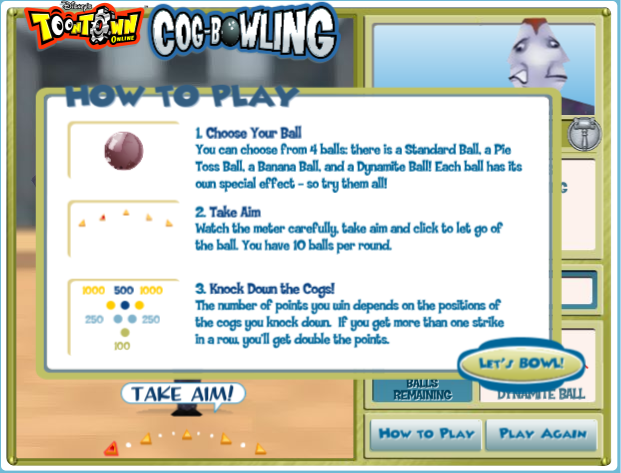 Disney's
TOONTOWN
ONLINE
COG-BOWLING
HOW TO PLAY
1. Choose Your Ball
You can choose from 4 balls: there is a Standard Ball, a Pie
Toss Ball, a Banana Ball, and a Dynamite Ball! Each ball has its
own special effect - so try them all!
2. Take Aim
Watch the meter carefully, take aim and click to let go of
the ball. You have 10 balls per round.
1000 500 1000
250 250
100
3. Knock Down the Cogs!
The number of points you win depends on the positions of
the cogs you knock down. If you get more than one strike
in a row, you'll get double the points.
LET'S BOWL!
TAKE AIM!
BALLS
REMAINING
DYNAMITE BALL
HOW TO PLAY
PLAY AGAIN